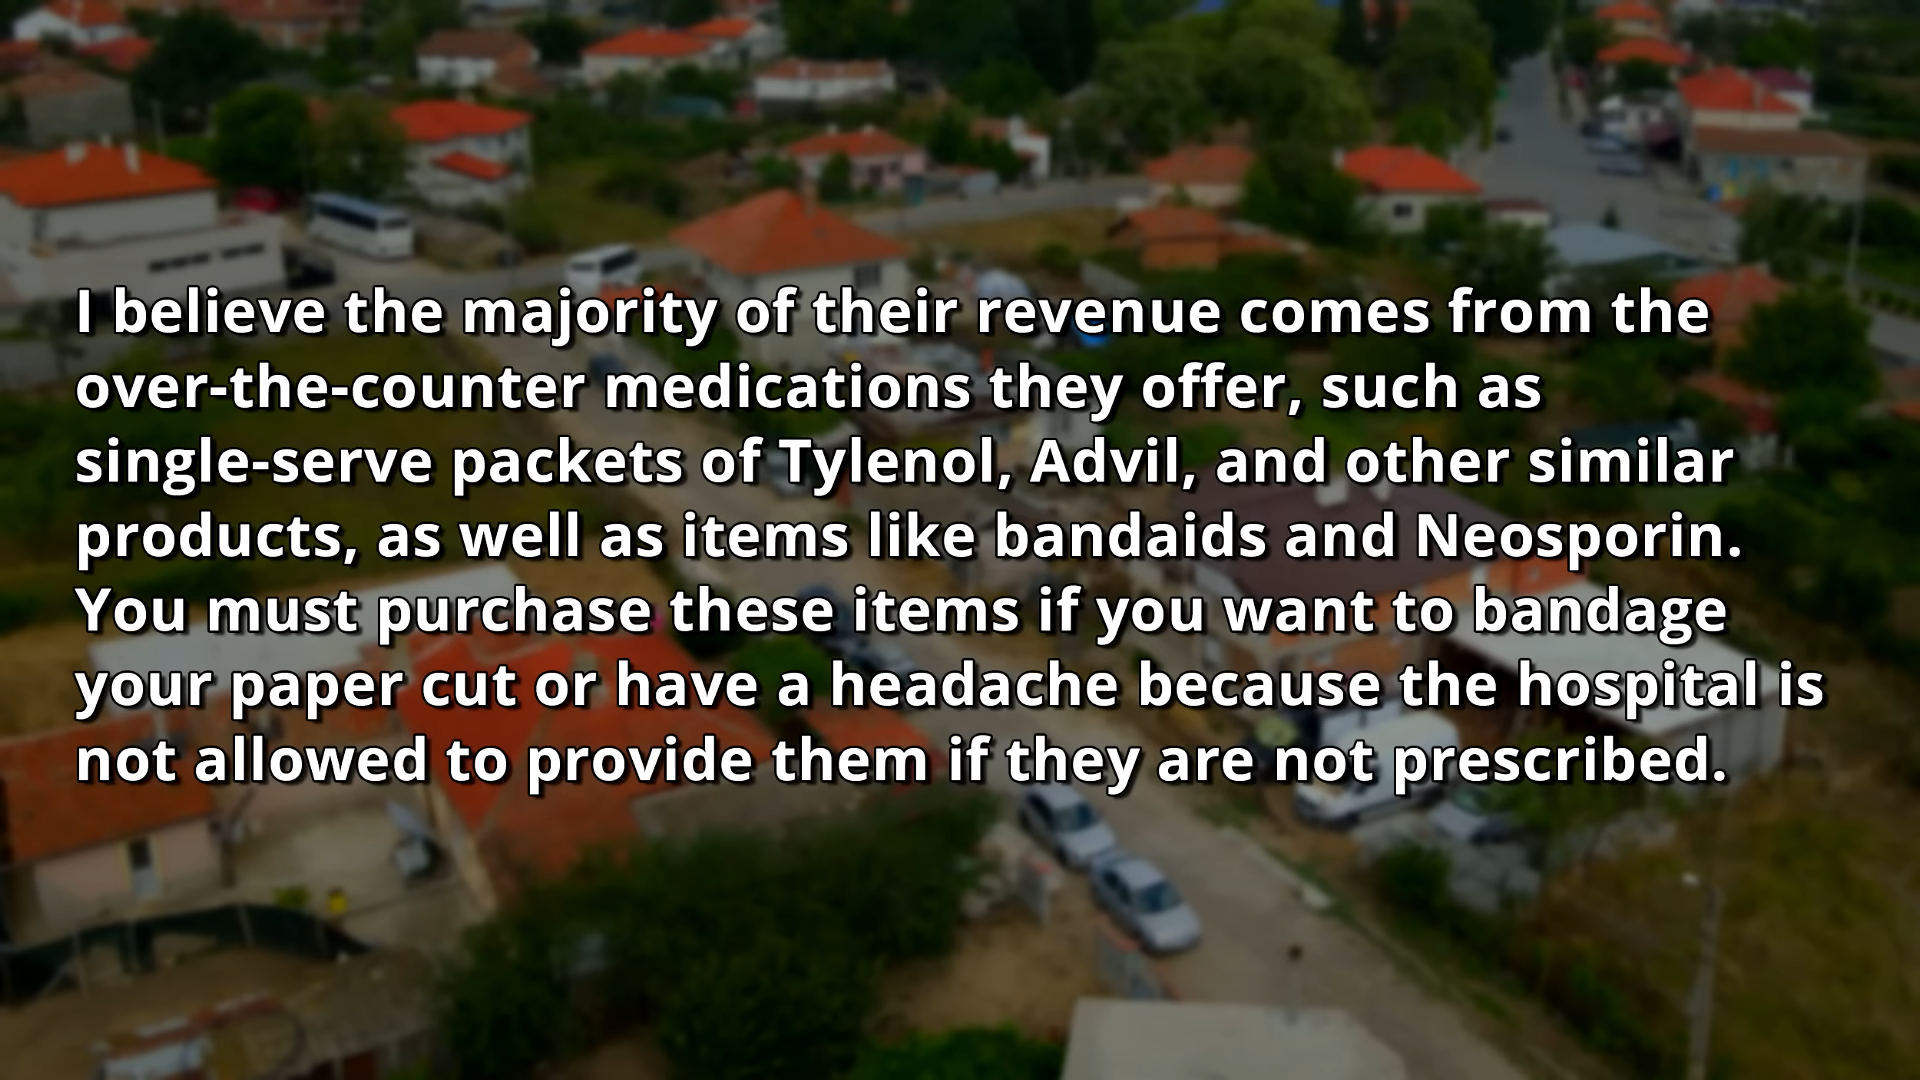 I believe the majority of their revenue comes from the
over-the-counter medications they offer, such as
single-serve packets of Tylenol, Advil, and other similar
products, as well as items like bandaids and Neosporin.
You must purchase these items if you want to bandage
your paper cut or have a headache because the hospital is
not allowed to provide them if they are not prescribed.